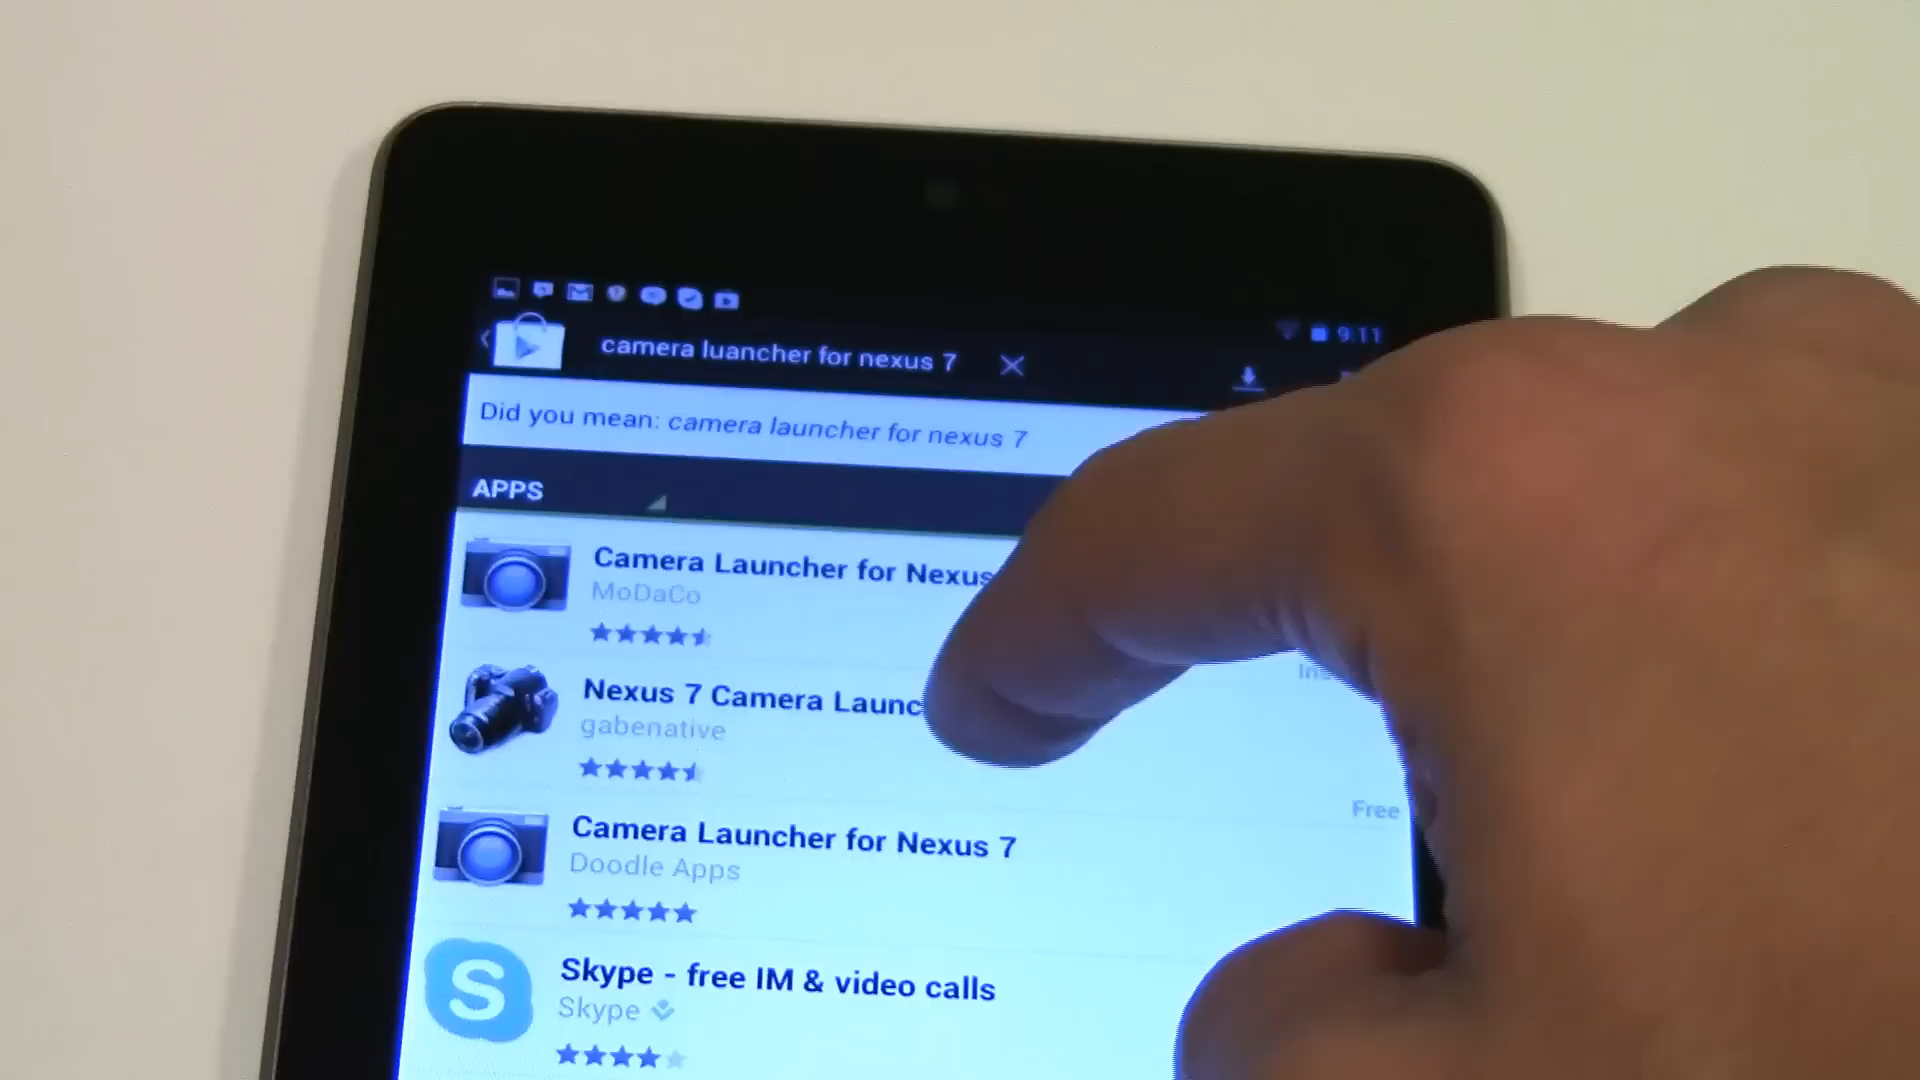 9:11
camera luancher for nexus 7
Did you mean: camera launcher for nexus 7
APPS
Camera Launcher for Nexus
MoDaCo
Nexus 7 Camera Launc
gabenative
Free
Camera Launcher for Nexus 7
Doodle Apps
S
Skype - free IM & video calls
Skype